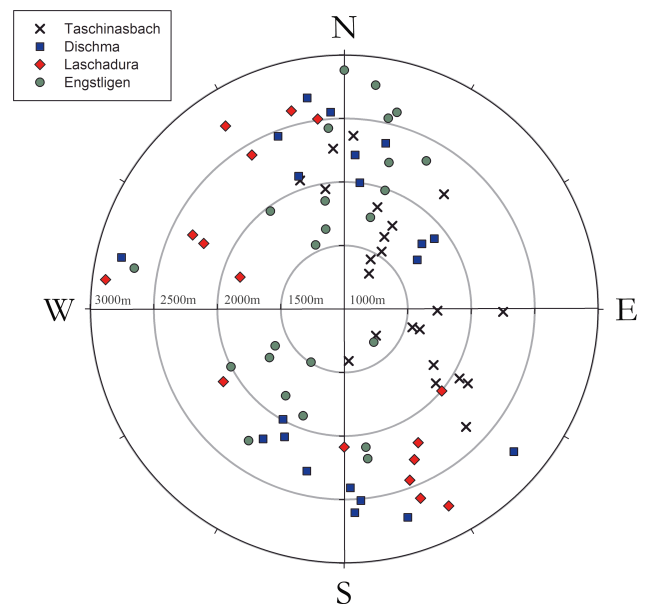 Taschinasbach
Dischma
Laschadura
Engstligen
N
W 3000m 2500m 2000m 1500m 1000m E
S